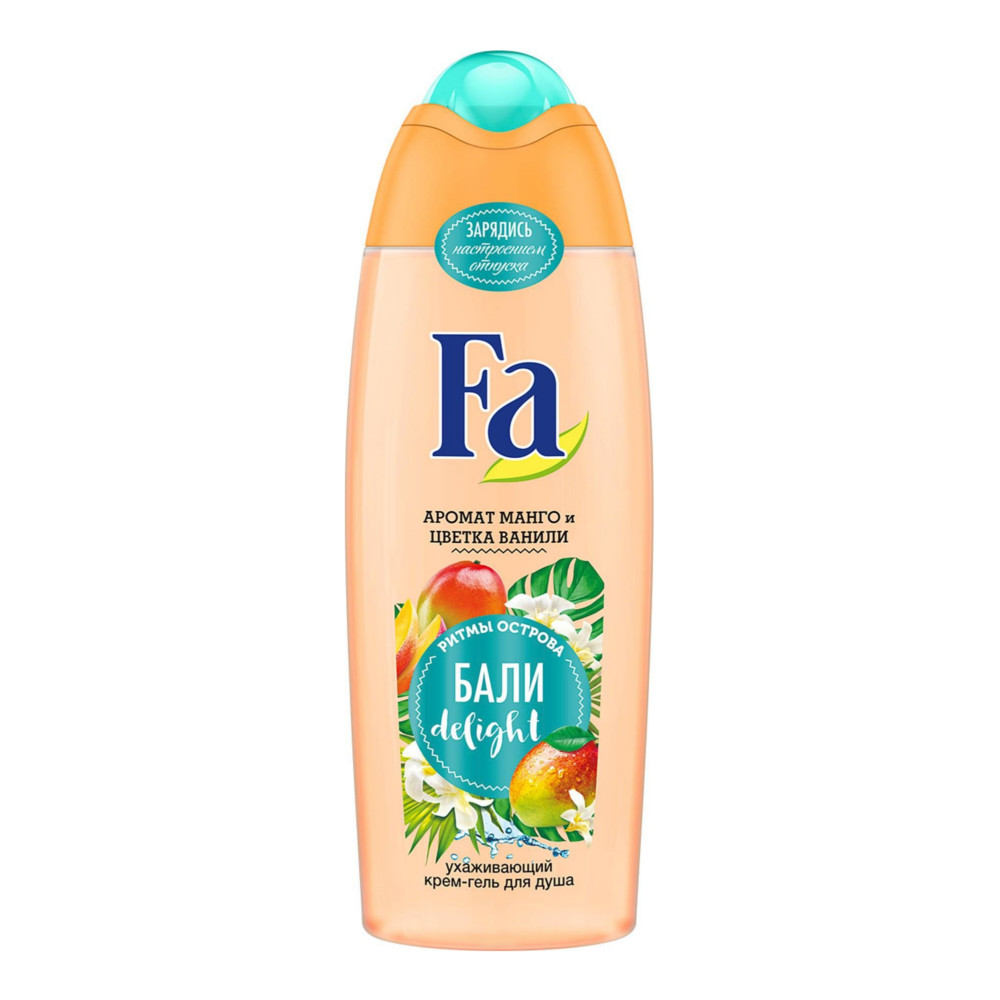 ЗАРЯДИСЬ
настроением
отпуска
Fa
АРОМАТ МАНГО и
ЦВЕТКА ВАНИЛИ
РИТМЫ ОСТРОВА
БАЛИ
delight
ухаживающий
крем-гель для душа